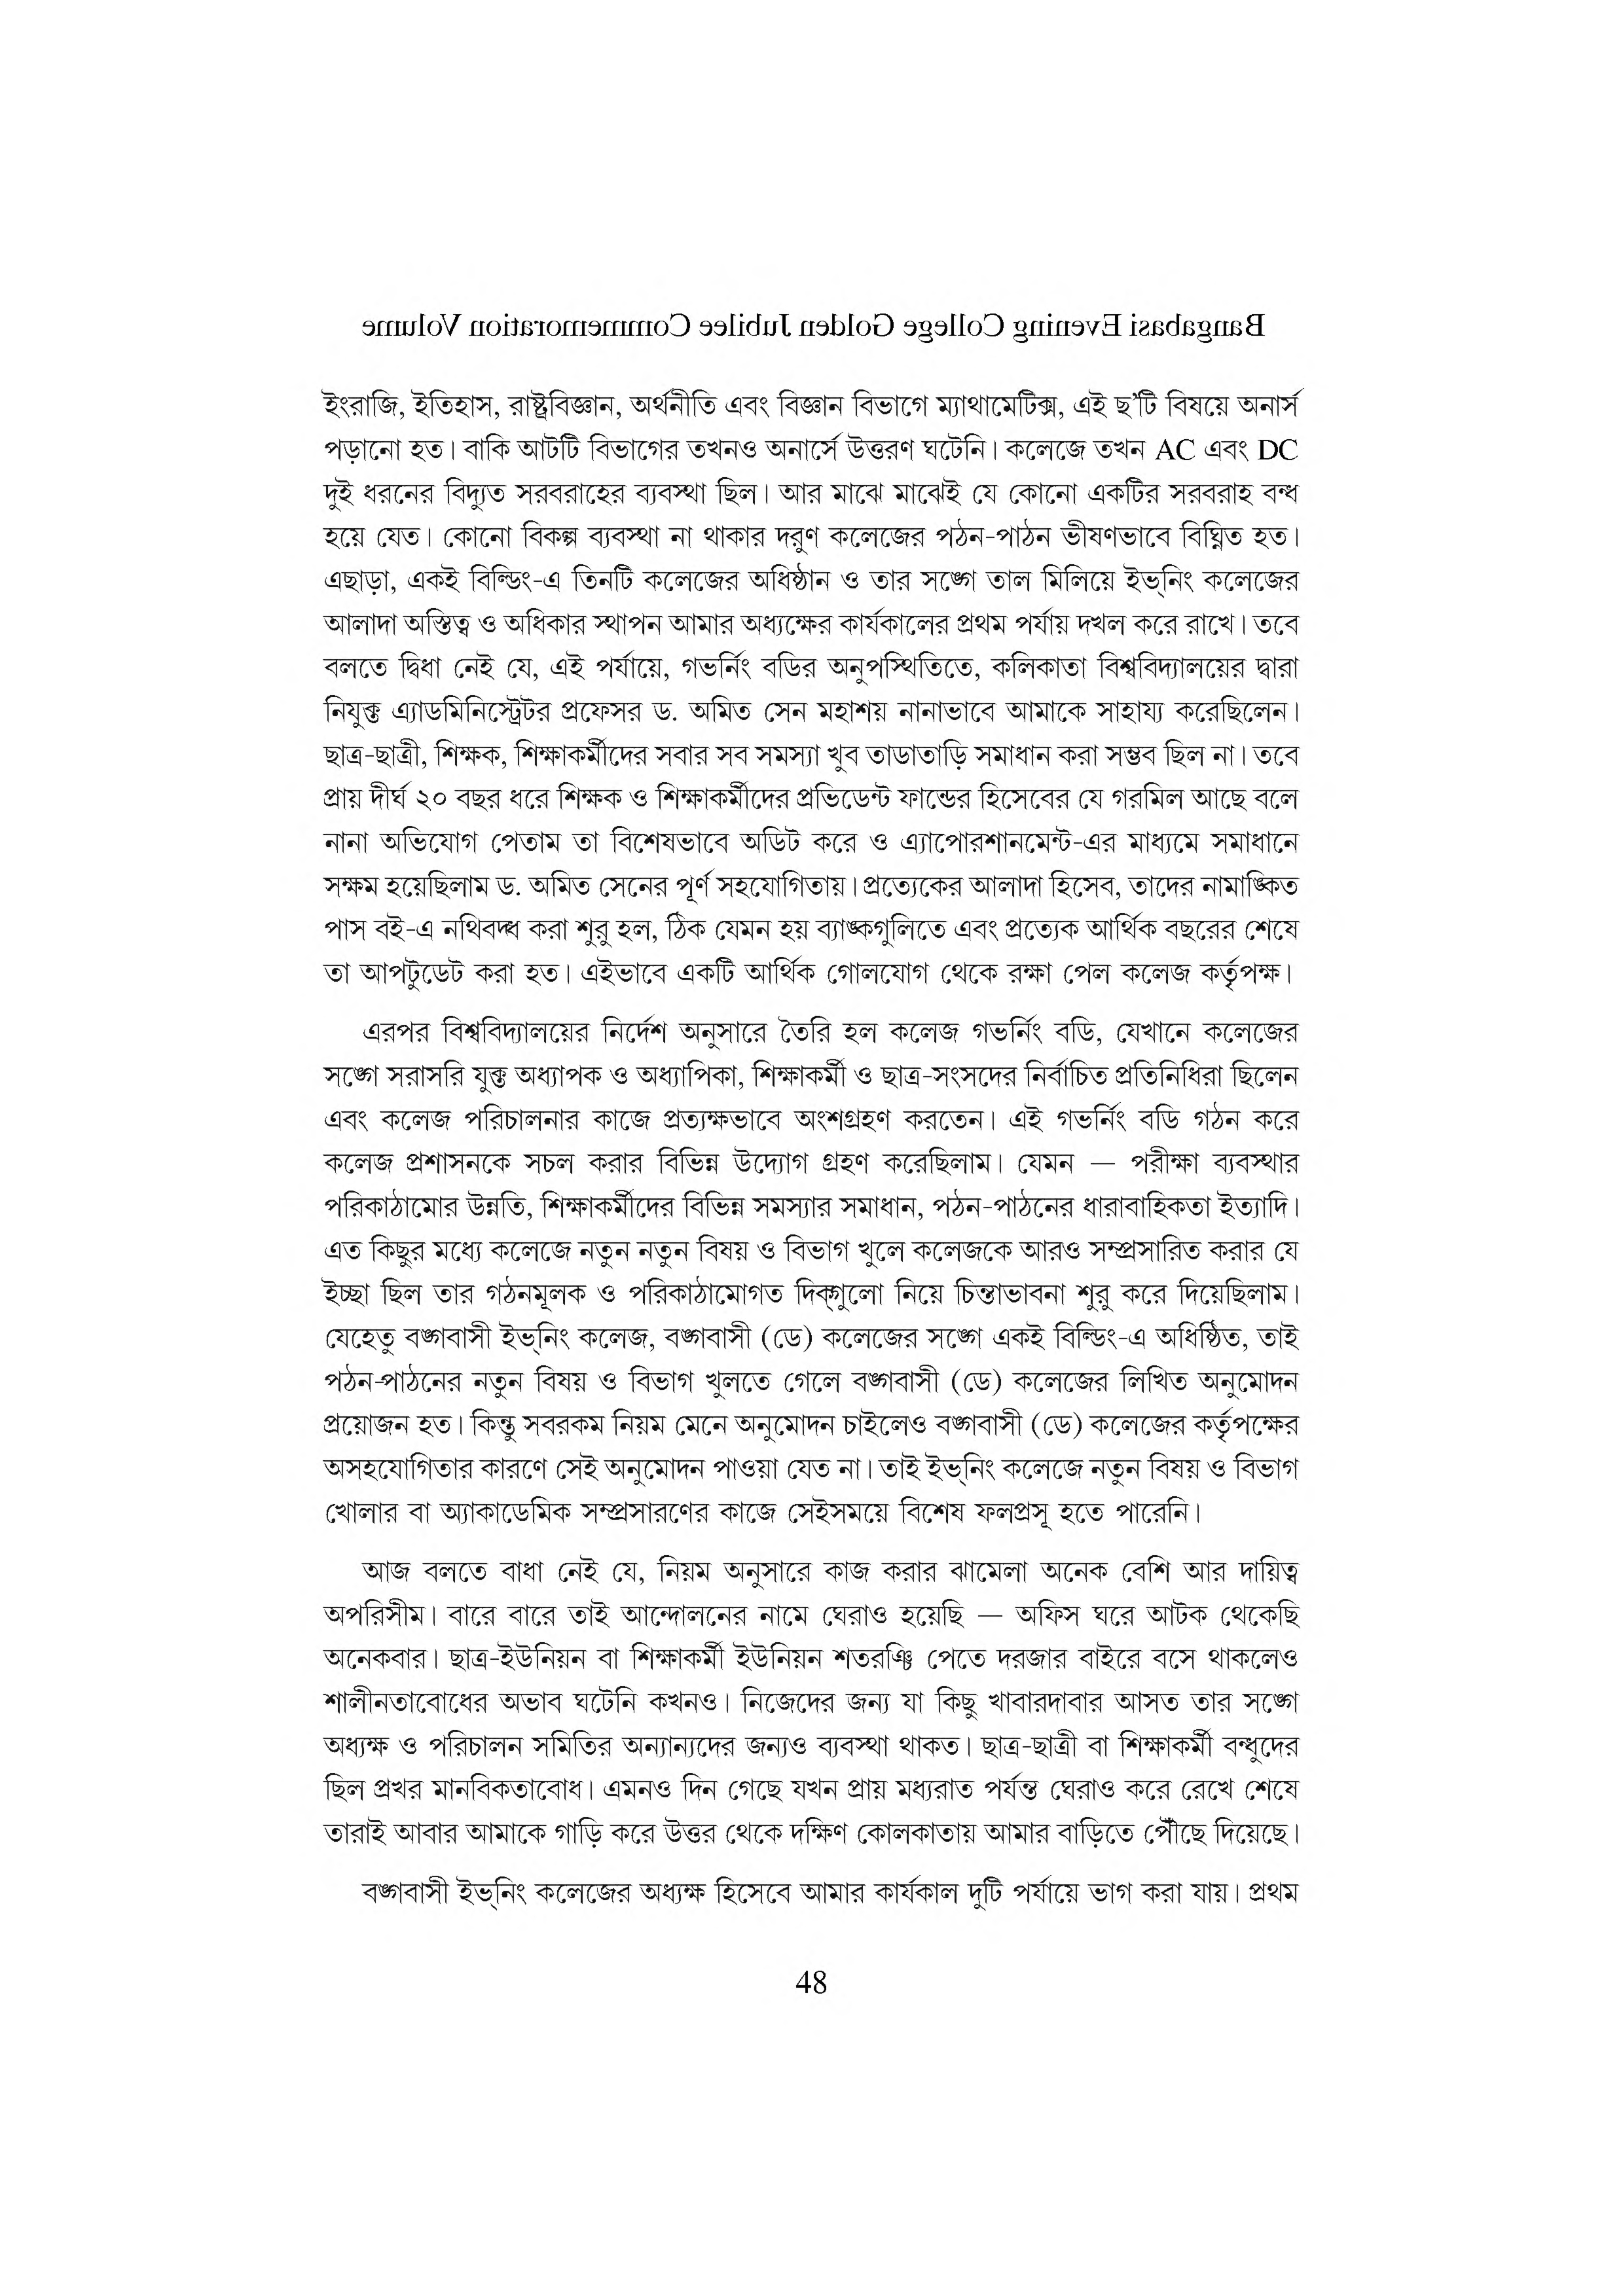 Bangabasi Evening College Golden Jubilee Commemoration Volume
ইংরাজি, ইতিহাস, রাষ্ট্রবিজ্ঞান, অর্থনীতি এবং বিজ্ঞান বিভাগে ম্যাথামেটিক্স, এই ছ’টি বিষয়ে অনার্স
পড়ানো হত। বাকি আটটি বিভাগের তখনও অনার্সে উত্তরণ ঘটেনি। কলেজে তখন AC এবং DC
দুই ধরনের বিদ্যুত সরবরাহের ব্যবস্থা ছিল। আর মাঝে মাঝেই যে কোনো একটির সরবরাহ বন্ধ
হয়ে যেত। কোনো বিকল্প ব্যবস্থা না থাকার দরুণ কলেজের পঠন-পাঠন ভীষণভাবে বিঘ্নিত হত।
এছাড়া, একই বিল্ডিং-এ তিনটি কলেজের অধিষ্ঠান ও তার সঙ্গে তাল মিলিয়ে ইভ্‌নিং কলেজের
আলাদা অস্তিত্ব ও অধিকার স্থাপন আমার অধ্যক্ষের কার্যকালের প্রথম পর্যায় দখল করে রাখে। তবে
বলতে দ্বিধা নেই যে, এই পর্যায়ে, গভর্নিং বডির অনুপস্থিতিতে, কলিকাতা বিশ্ববিদ্যালয়ের দ্বারা
নিযুক্ত এ্যাডমিনিস্ট্রেটর প্রফেসর ড. অমিত সেন মহাশয় নানাভাবে আমাকে সাহায্য করেছিলেন।
ছাত্র-ছাত্রী, শিক্ষক, শিক্ষাকর্মীদের সবার সব সমস্যা খুব তাডাতাড়ি সমাধান করা সম্ভব ছিল না। তবে
প্রায় দীর্ঘ ২০ বছর ধরে শিক্ষক ও শিক্ষাকর্মীদের প্রভিডেন্ট ফান্ডের হিসেবের যে গরমিল আছে বলে
নানা অভিযোগ পেতাম তা বিশেষভাবে অডিট করে ও এ্যাপোরশানমেন্ট-এর মাধ্যমে সমাধানে
সক্ষম হয়েছিলাম ড. অমিত সেনের পূর্ণ সহযোগিতায়। প্রত্যেকের আলাদা হিসেব, তাদের নামাঙ্কিত
পাস বই-এ নথিবদ্ধ করা শুরু হল, ঠিক যেমন হয় ব্যাঙ্কগুলিতে এবং প্রত্যেক আর্থিক বছরের শেষে
তা আপটুডেট করা হত। এইভাবে একটি আর্থিক গোলযোগ থেকে রক্ষা পেল কলেজ কর্তৃপক্ষ।
এরপর বিশ্ববিদ্যালয়ের নির্দেশ অনুসারে তৈরি হল কলেজ গভর্নিং বডি, যেখানে কলেজের
সঙ্গে সরাসরি যুক্ত অধ্যাপক ও অধ্যাপিকা, শিক্ষাকর্মী ও ছাত্র-সংসদের নির্বাচিত প্রতিনিধিরা ছিলেন
এবং কলেজ পরিচালনার কাজে প্রত্যক্ষভাবে অংশগ্রহণ করতেন। এই গভর্নিং বডি গঠন করে
কলেজ প্রশাসনকে সচল করার বিভিন্ন উদ্যোগ গ্রহণ করেছিলাম। যেমন — পরীক্ষা ব্যবস্থার
পরিকাঠামোর উন্নতি, শিক্ষাকর্মীদের বিভিন্ন সমস্যার সমাধান, পঠন-পাঠনের ধারাবাহিকতা ইত্যাদি।
এত কিছুর মধ্যে কলেজে নতুন নতুন বিষয় ও বিভাগ খুলে কলেজকে আরও সম্প্রসারিত করার যে
ইচ্ছা ছিল তার গঠনমূলক ও পরিকাঠামোগত দিক্গুলো নিয়ে চিন্তাভাবনা শুরু করে দিয়েছিলাম।
যেহেতু বঙ্গবাসী ইভ্‌নিং কলেজ, বঙ্গবাসী (ডে) কলেজের সঙ্গে একই বিল্ডিং-এ অধিষ্ঠিত, তাই
পঠন-পাঠনের নতুন বিষয় ও বিভাগ খুলতে গেলে বঙ্গবাসী (ডে) কলেজের লিখিত অনুমোদন
প্রয়োজন হত। কিন্তু সবরকম নিয়ম মেনে অনুমোদন চাইলেও বঙ্গবাসী (ডে) কলেজের কর্তৃপক্ষের
অসহযোগিতার কারণে সেই অনুমোদন পাওয়া যেত না। তাই ইভ্‌নিং কলেজে নতুন বিষয় ও বিভাগ
খোলার বা অ্যাকাডেমিক সম্প্রসারণের কাজে সেইসময়ে বিশেষ ফলপ্রসূ হতে পারেনি।
আজ বলতে বাধা নেই যে, নিয়ম অনুসারে কাজ করার ঝামেলা অনেক বেশি আর দায়িত্ব
অপরিসীম। বারে বারে তাই আন্দোলনের নামে ঘেরাও হয়েছি — অফিস ঘরে আটক থেকেছি
অনেকবার। ছাত্র-ইউনিয়ন বা শিক্ষাকর্মী ইউনিয়ন শতরঞ্চি পেতে দরজার বাইরে বসে থাকলেও
শালীনতাবোধের অভাব ঘটেনি কখনও। নিজেদের জন্য যা কিছু খাবারদাবার আসত তার সঙ্গে
অধ্যক্ষ ও পরিচালন সমিতির অন্যান্যদের জন্যও ব্যবস্থা থাকত। ছাত্র-ছাত্রী বা শিক্ষাকর্মী বন্ধুদের
ছিল প্রখর মানবিকতাবোধ। এমনও দিন গেছে যখন প্রায় মধ্যরাত পর্যন্ত ঘেরাও করে রেখে শেষে
তারাই আবার আমাকে গাড়ি করে উত্তর থেকে দক্ষিণ কোলকাতায় আমার বাড়িতে পৌঁছে দিয়েছে।
বঙ্গবাসী ইভ্‌নিং কলেজের অধ্যক্ষ হিসেবে আমার কার্যকাল দুটি পর্যায়ে ভাগ করা যায়। প্রথম
48